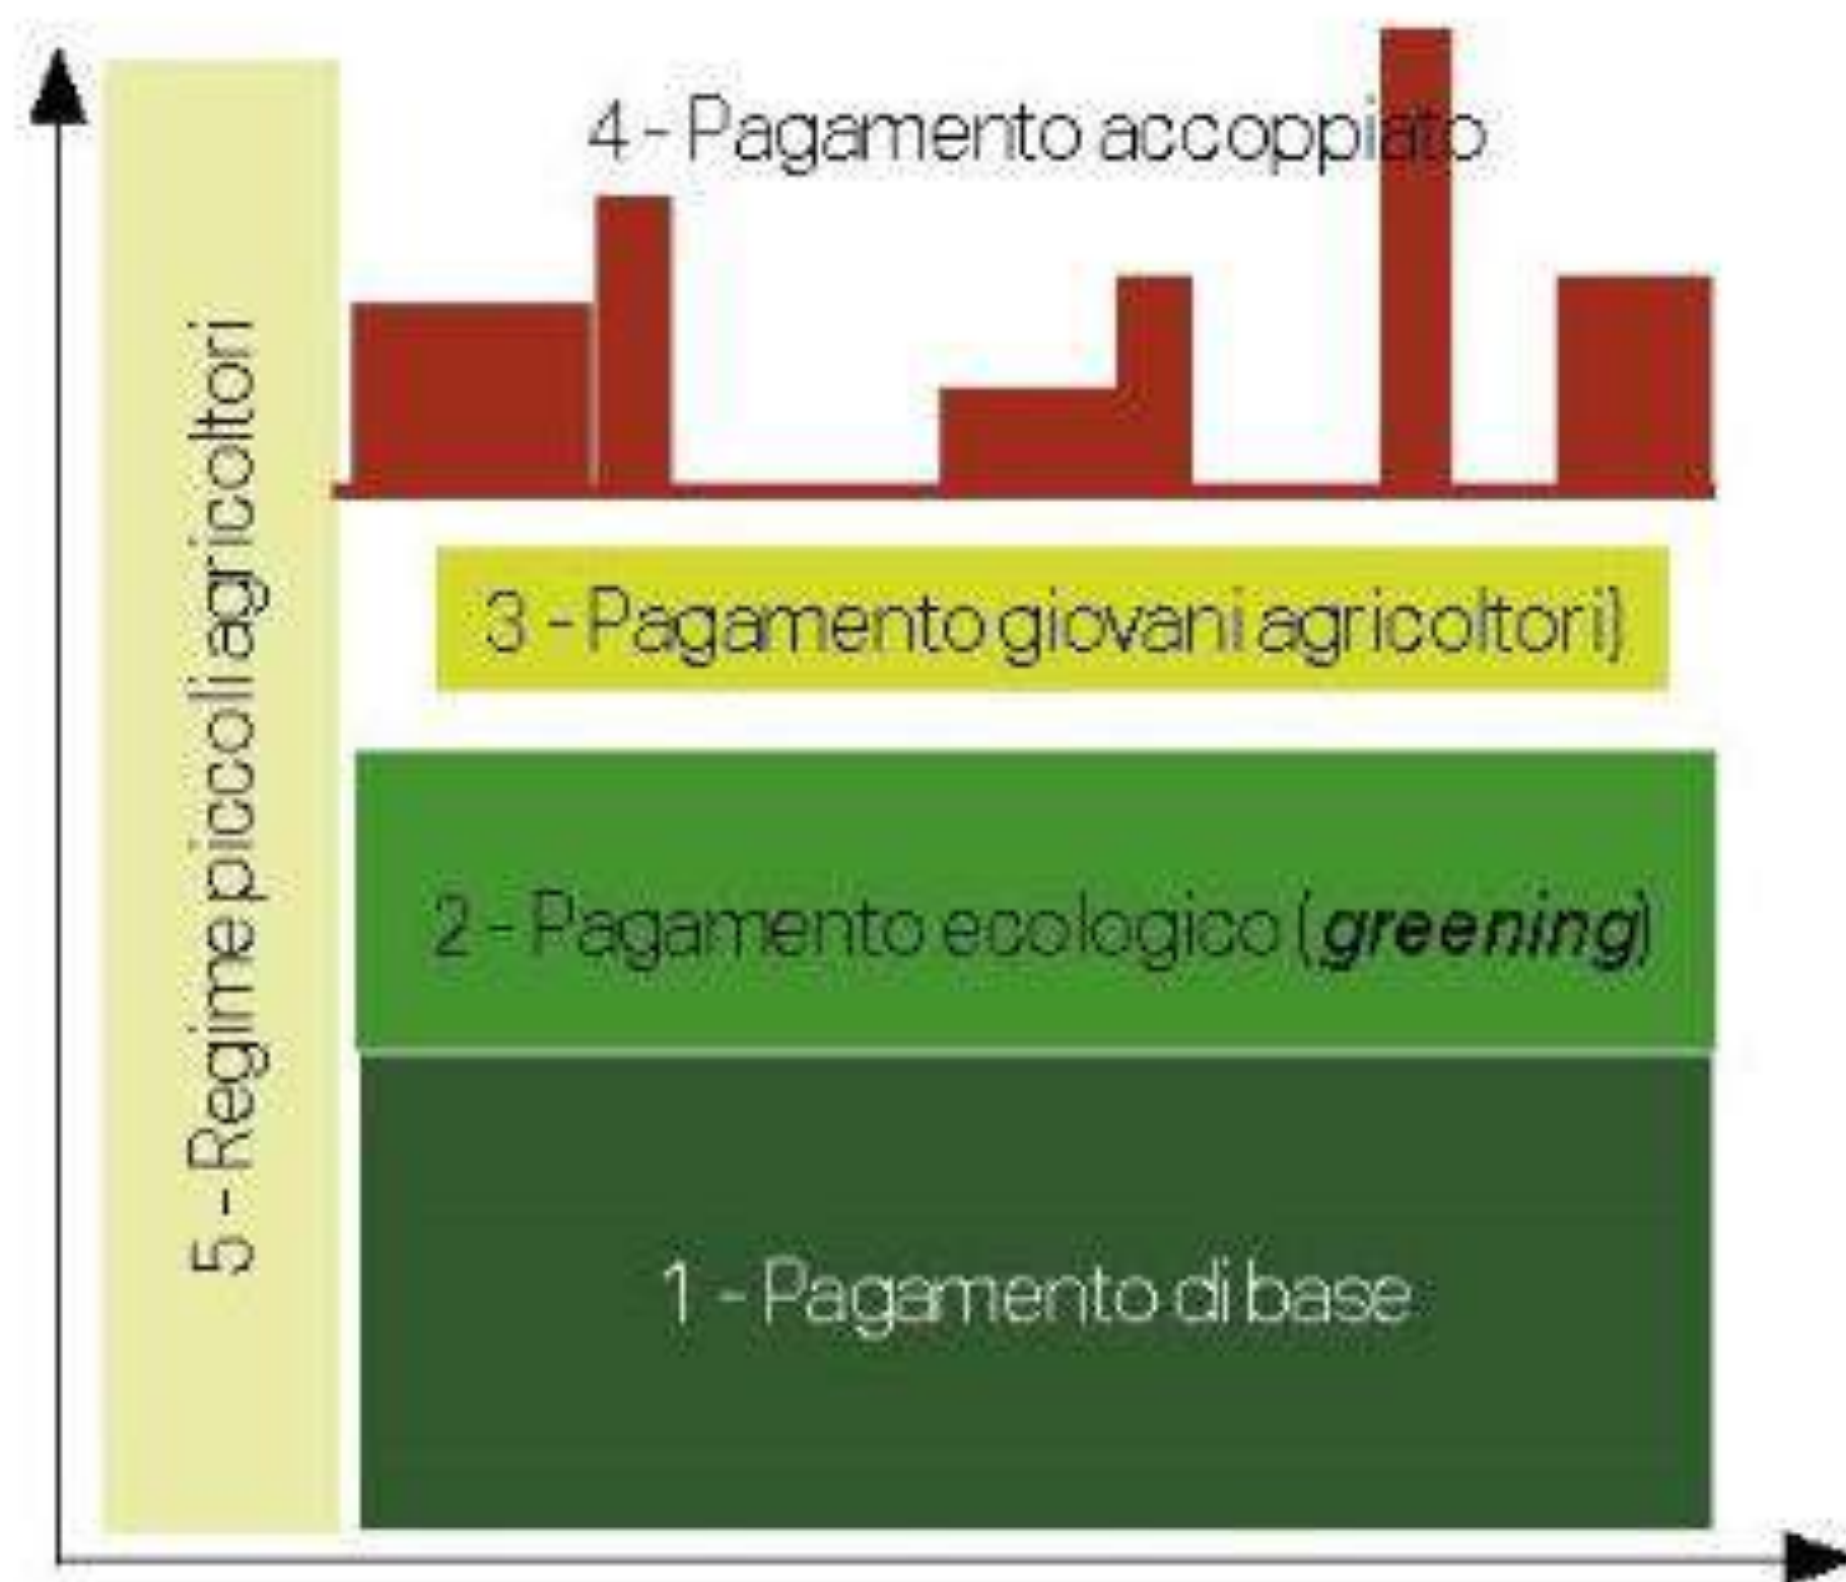 4 - Pagamento accoppiato
3 - Pagamento giovani agricoltori)
2 - Pagamento ecologico (greening)
1 - Pagamento di base
5 - Regime piccoli agricoltori